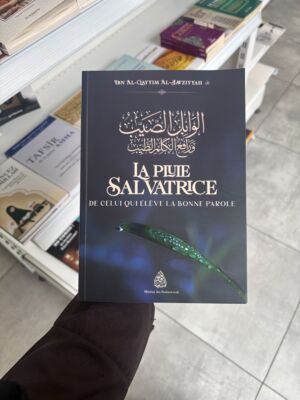 Ibn Al-Qayyim Al-Jawziyyah
الوابل الصيب
ورافع الكلم الطيب
LA PLUIE
SALVATRICE
DE CELUI QUI ÉLÈVE LA BONNE PAROLE
TAFSIR